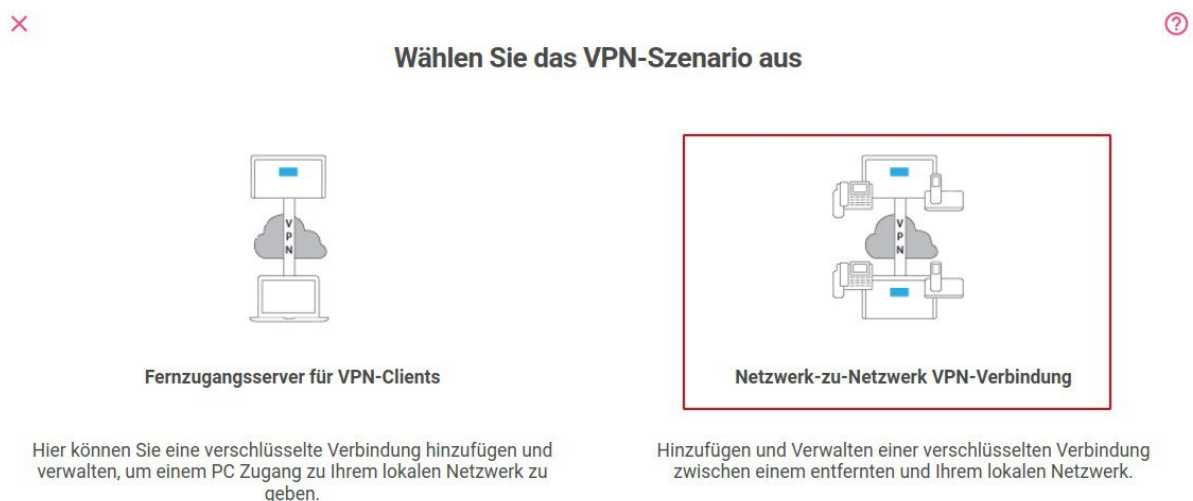 Wählen Sie das VPN-Szenario aus
VPN
VPN
Fernzugangsserver für VPN-Clients
Netzwerk-zu-Netzwerk VPN-Verbindung
Hier können Sie eine verschlüsselte Verbindung hinzufügen und
verwalten, um einem PC Zugang zu Ihrem lokalen Netzwerk zu
geben.
Hinzufügen und Verwalten einer verschlüsselten Verbindung
zwischen einem entfernten und Ihrem lokalen Netzwerk.